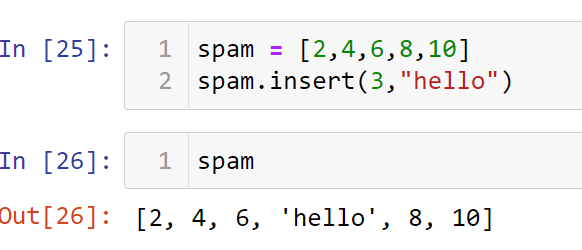 In [25]: 1 spam = [2,4,6,8,10]
2 spam.insert(3,"hello")
In [26]: 1 spam
Out[26]: [2, 4, 6, 'hello', 8, 10]